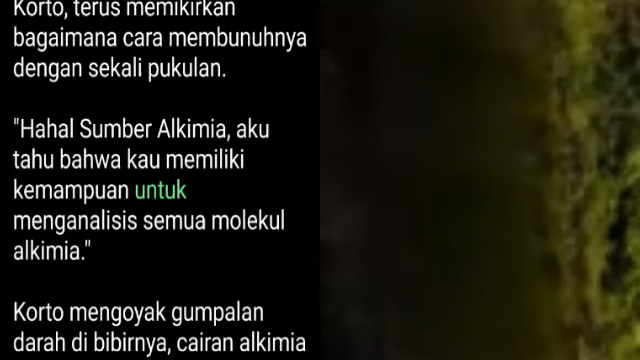 Korto, terus memikirkan
bagaimana cara membunuhnya
dengan sekali pukulan.
"Hahal Sumber Alkimia, aku
tahu bahwa kau memiliki
kemampuan untuk
menganalisis semua molekul
alkimia."
Korto mengoyak gumpalan
darah di bibirnya, cairan alkimia